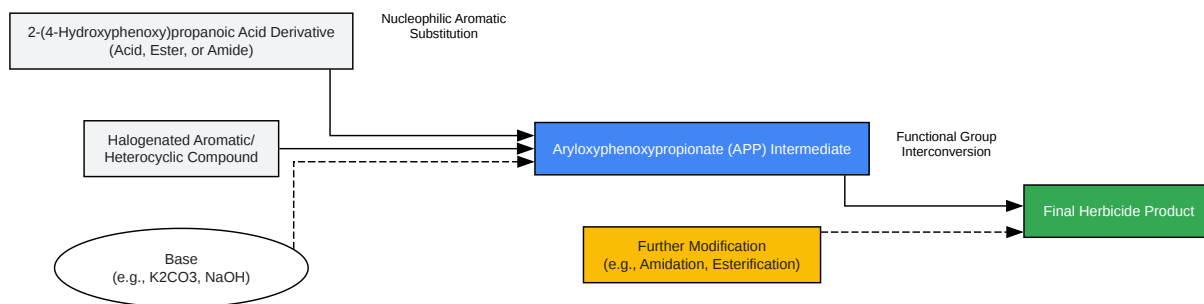 2-(4-Hydroxyphenoxy)propanoic Acid Derivative
(Acid, Ester, or Amide)
Nucleophilic Aromatic
Substitution
Halogenated Aromatic/
Heterocyclic Compound
Aryloxyphenoxypropionate (APP) Intermediate
Functional Group
Interconversion
Final Herbicide Product
Base
(e.g., K2CO3, NaOH)
Further Modification
(e.g., Amidation, Esterification)